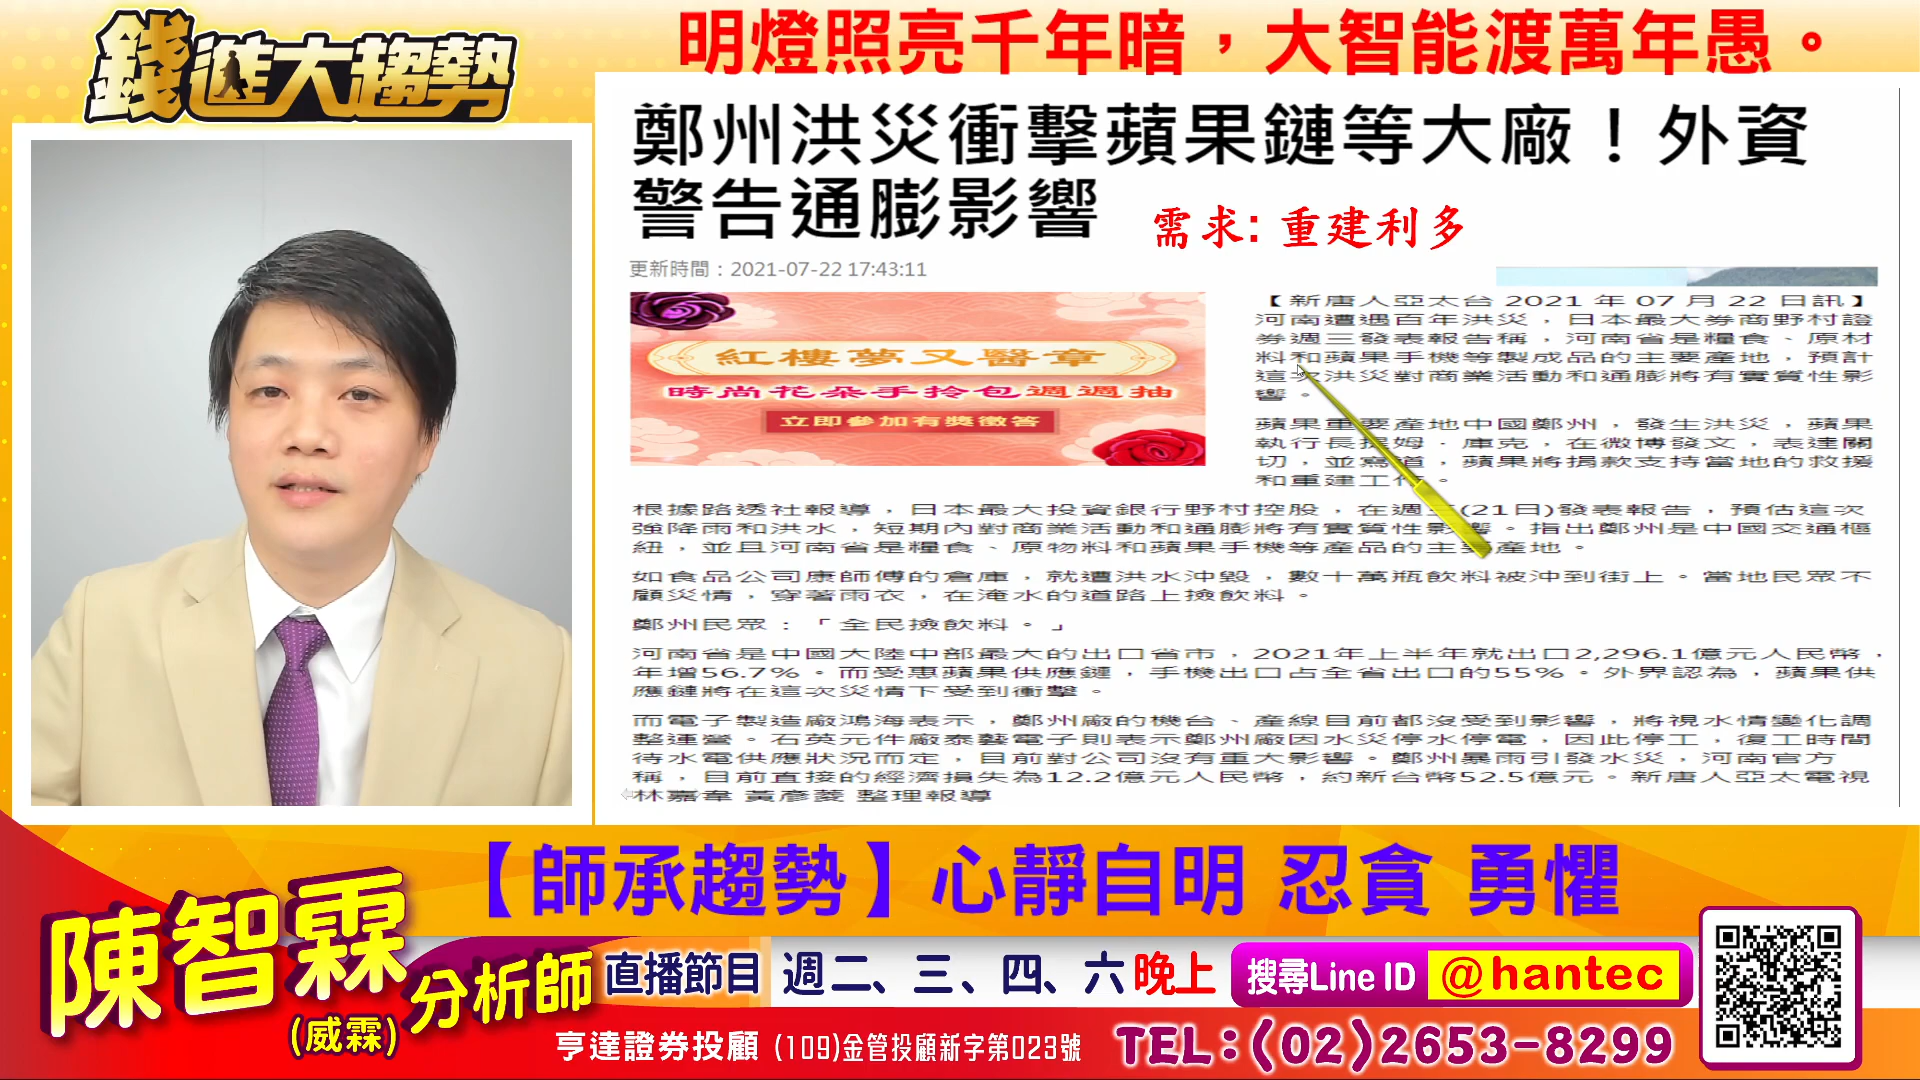 錢進大趨勢
明燈照亮千年暗，大智能渡萬年愚。
鄭州洪災衝擊蘋果鏈等大廠！外資
警告通膨影響
需求: 重建利多
更新時間：2021-07-22 17:43:11
紅樓夢又醫章
時尚花朵手拎包週週抽
立即參加有獎徵答
【新唐人亞太台 2021 年 07 月 22 日訊】
河南遭遇百年洪災，日本最大券商野村證
券週三發表報告稱，河南省是糧食、原材
料和蘋果手機等製成品的主要產地，預計
這次洪災對商業活動和通膨將有實質性影
響。
蘋果重要產地中國鄭州，發生洪災，蘋果
執行長提姆．庫克，在微博發文，表達關
切，並寫道，蘋果將捐款支持當地的救援
和重建工作。
根據路透社報導，日本最大投資銀行野村控股，在週三(21日)發表報告，預估這次
強降雨和洪水，短期內對商業活動和通膨將有實質性影響。指出鄭州是中國交通樞
紐，並且河南省是糧食、原物料和蘋果手機等產品的主要產地。
如食品公司康師傅的倉庫，就遭洪水沖毀，數十萬瓶飲料被沖到街上。當地民眾不
顧災情，穿著雨衣，在淹水的道路上撿飲料。
鄭州民眾：「全民撿飲料。」
河南省是中國大陸中部最大的出口省市，2021年上半年就出口2,296.1億元人民幣，
年增56.7%。而受惠蘋果供應鏈，手機出口占全省出口的55%。外界認為，蘋果供
應鏈將在這次災情下受到衝擊。
而電子製造廠鴻海表示，鄭州廠的機台、產線目前都沒受到影響，將視水情變化調
整運營。石英元件廠泰藝電子則表示鄭州廠因水災停水停電，因此停工，復工時間
待水電供應狀況而定，目前對公司沒有重大影響。鄭州暴雨引發水災，河南官方
稱，目前直接的經濟損失為12.2億元人民幣，約新台幣52.5億元。新唐人亞太電視
林嘉韋 黃彥菱 整理報導
【師承趨勢】心靜自明 忍貪 勇懼
陳智霖
(威霖)
分析師
直播節目 週二、三、四、六晚上
搜尋Line ID @hantec
亨達證券投顧 (109)金管投顧新字第023號
TEL:(02)2653-8299